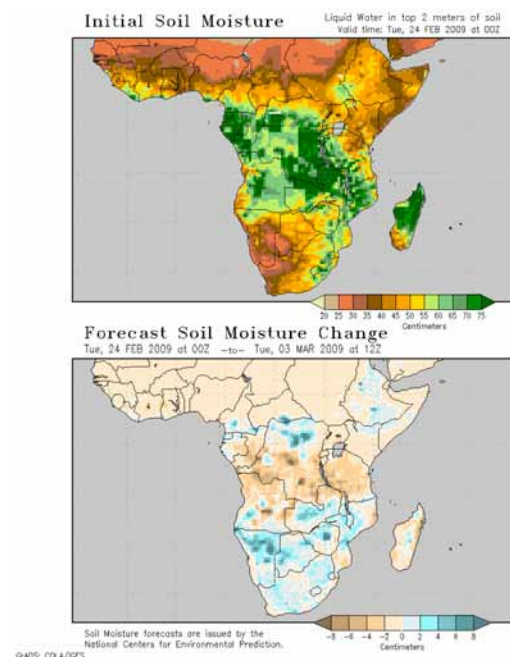 Initial Soil Moisture
Liquid Water in top 2 meters of soil
Valid time: Tue, 24 FEB 2009 at 00Z
20 25 30 35 40 45 50 55 60 65 70 75
Centimeters
Forecast Soil Moisture Change
Tue, 24 FEB 2009 at 00Z —to— Tue, 03 MAR 2009 at 12Z
-8 -6 -4 -2 0 2 4 6 8
Centimeters
Soil Moisture forecasts are issued by the
National Centers for Environmental Prediction.
GrADS: COLA/IGES